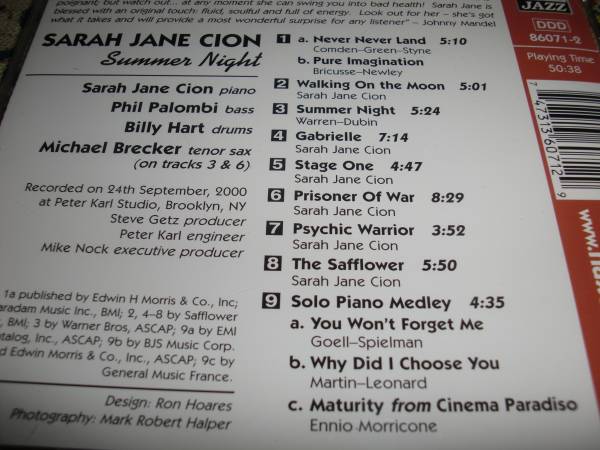 poignant; but watch out... at any moment she can swing you into bad health! Sarah Jane is
blessed with an original touch: fluid, soulful and full of energy. Look out for her – she's got
what it takes and will provide a most wonderful surprise for any listener" – Johnny Mandel
SARAH JANE CION
Summer Night
Sarah Jane Cion piano
Phil Palombi bass
Billy Hart drums
Michael Brecker tenor sax
(on tracks 3 & 6)
Recorded on 24th September, 2000
at Peter Karl Studio, Brooklyn, NY
Steve Getz producer
Peter Karl engineer
Mike Nock executive producer
1a published by Edwin H Morris & Co., Inc;
Music Inc., BMI; 2, 4–8 by Safflower
, BMI; 3 by Warner Bros, ASCAP; 9a by EMI
Inc., ASCAP; 9b by BJS Music Corp.
Edwin Morris & Co., Inc, ASCAP; 9c by
General Music France.
Design: Ron Hoares
Photography: Mark Robert Halper
1 a. Never Never Land 5:10
Comden–Green–Styne
b. Pure Imagination
Bricusse–Newley
2 Walking On the Moon 5:01
Sarah Jane Cion
3 Summer Night 5:24
Warren–Dubin
4 Gabrielle 7:14
Sarah Jane Cion
5 Stage One 4:47
Sarah Jane Cion
6 Prisoner Of War 8:29
Sarah Jane Cion
7 Psychic Warrior 3:52
Sarah Jane Cion
8 The Safflower 5:50
Sarah Jane Cion
9 Solo Piano Medley 4:35
a. You Won't Forget Me
Goell–Spielman
b. Why Did I Choose You
Martin–Leonard
c. Maturity from Cinema Paradiso
Ennio Morricone
JAZZ
DDD
86071-2
Playing Time
50:38
7 47313 60712 9